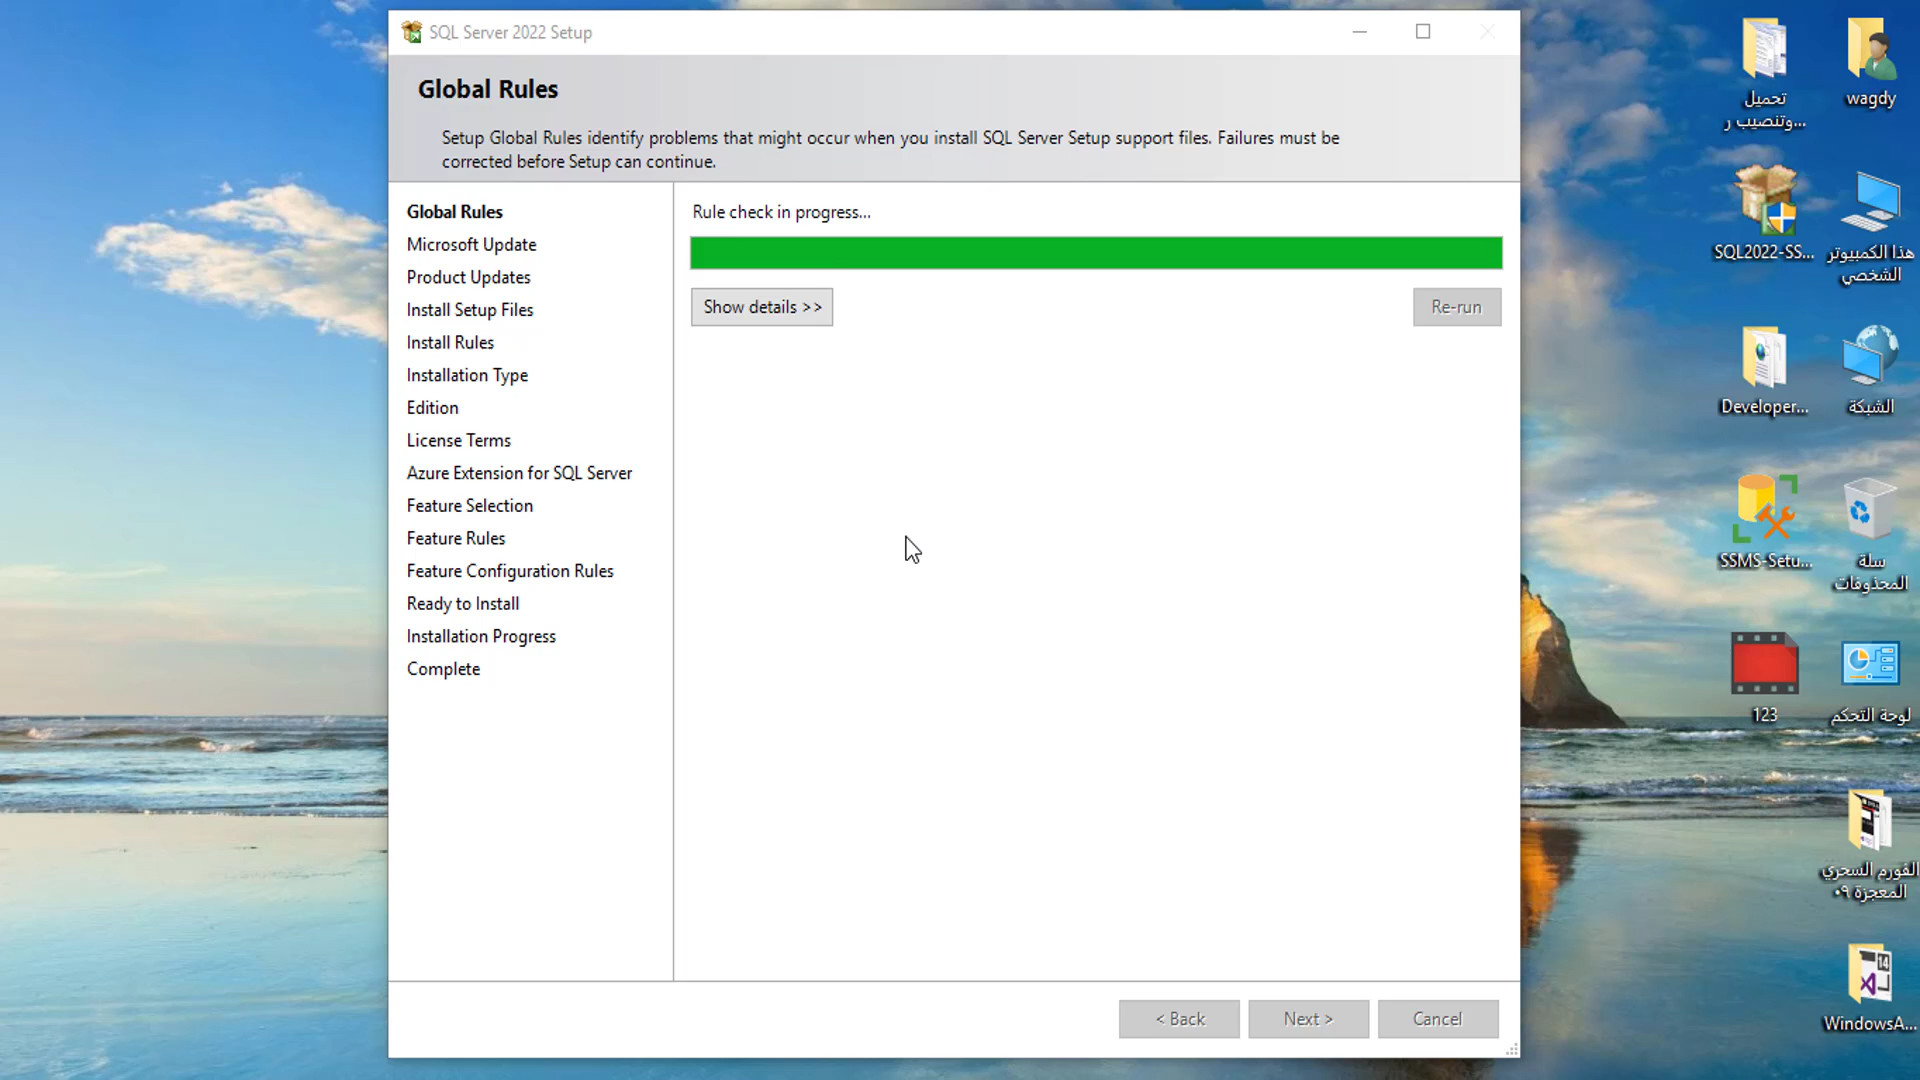 SQL Server 2022 Setup
Global Rules
Setup Global Rules identify problems that might occur when you install SQL Server Setup support files. Failures must be
corrected before Setup can continue.
Global Rules
Microsoft Update
Product Updates
Install Setup Files
Install Rules
Installation Type
Edition
License Terms
Azure Extension for SQL Server
Feature Selection
Feature Rules
Feature Configuration Rules
Ready to Install
Installation Progress
Complete
Rule check in progress...
Show details >>
Re-run
< Back
Next >
Cancel
تحميل
وتنصيب ر...
wagdy
SQL2022-SS...
هذا الكمبيوتر
الشخصي
Developer...
الشبكة
SSMS-Setu...
سلة
المحذوفات
123
لوحة التحكم
الفورم السحري
المعجزة ٠٩
14
WindowsA...